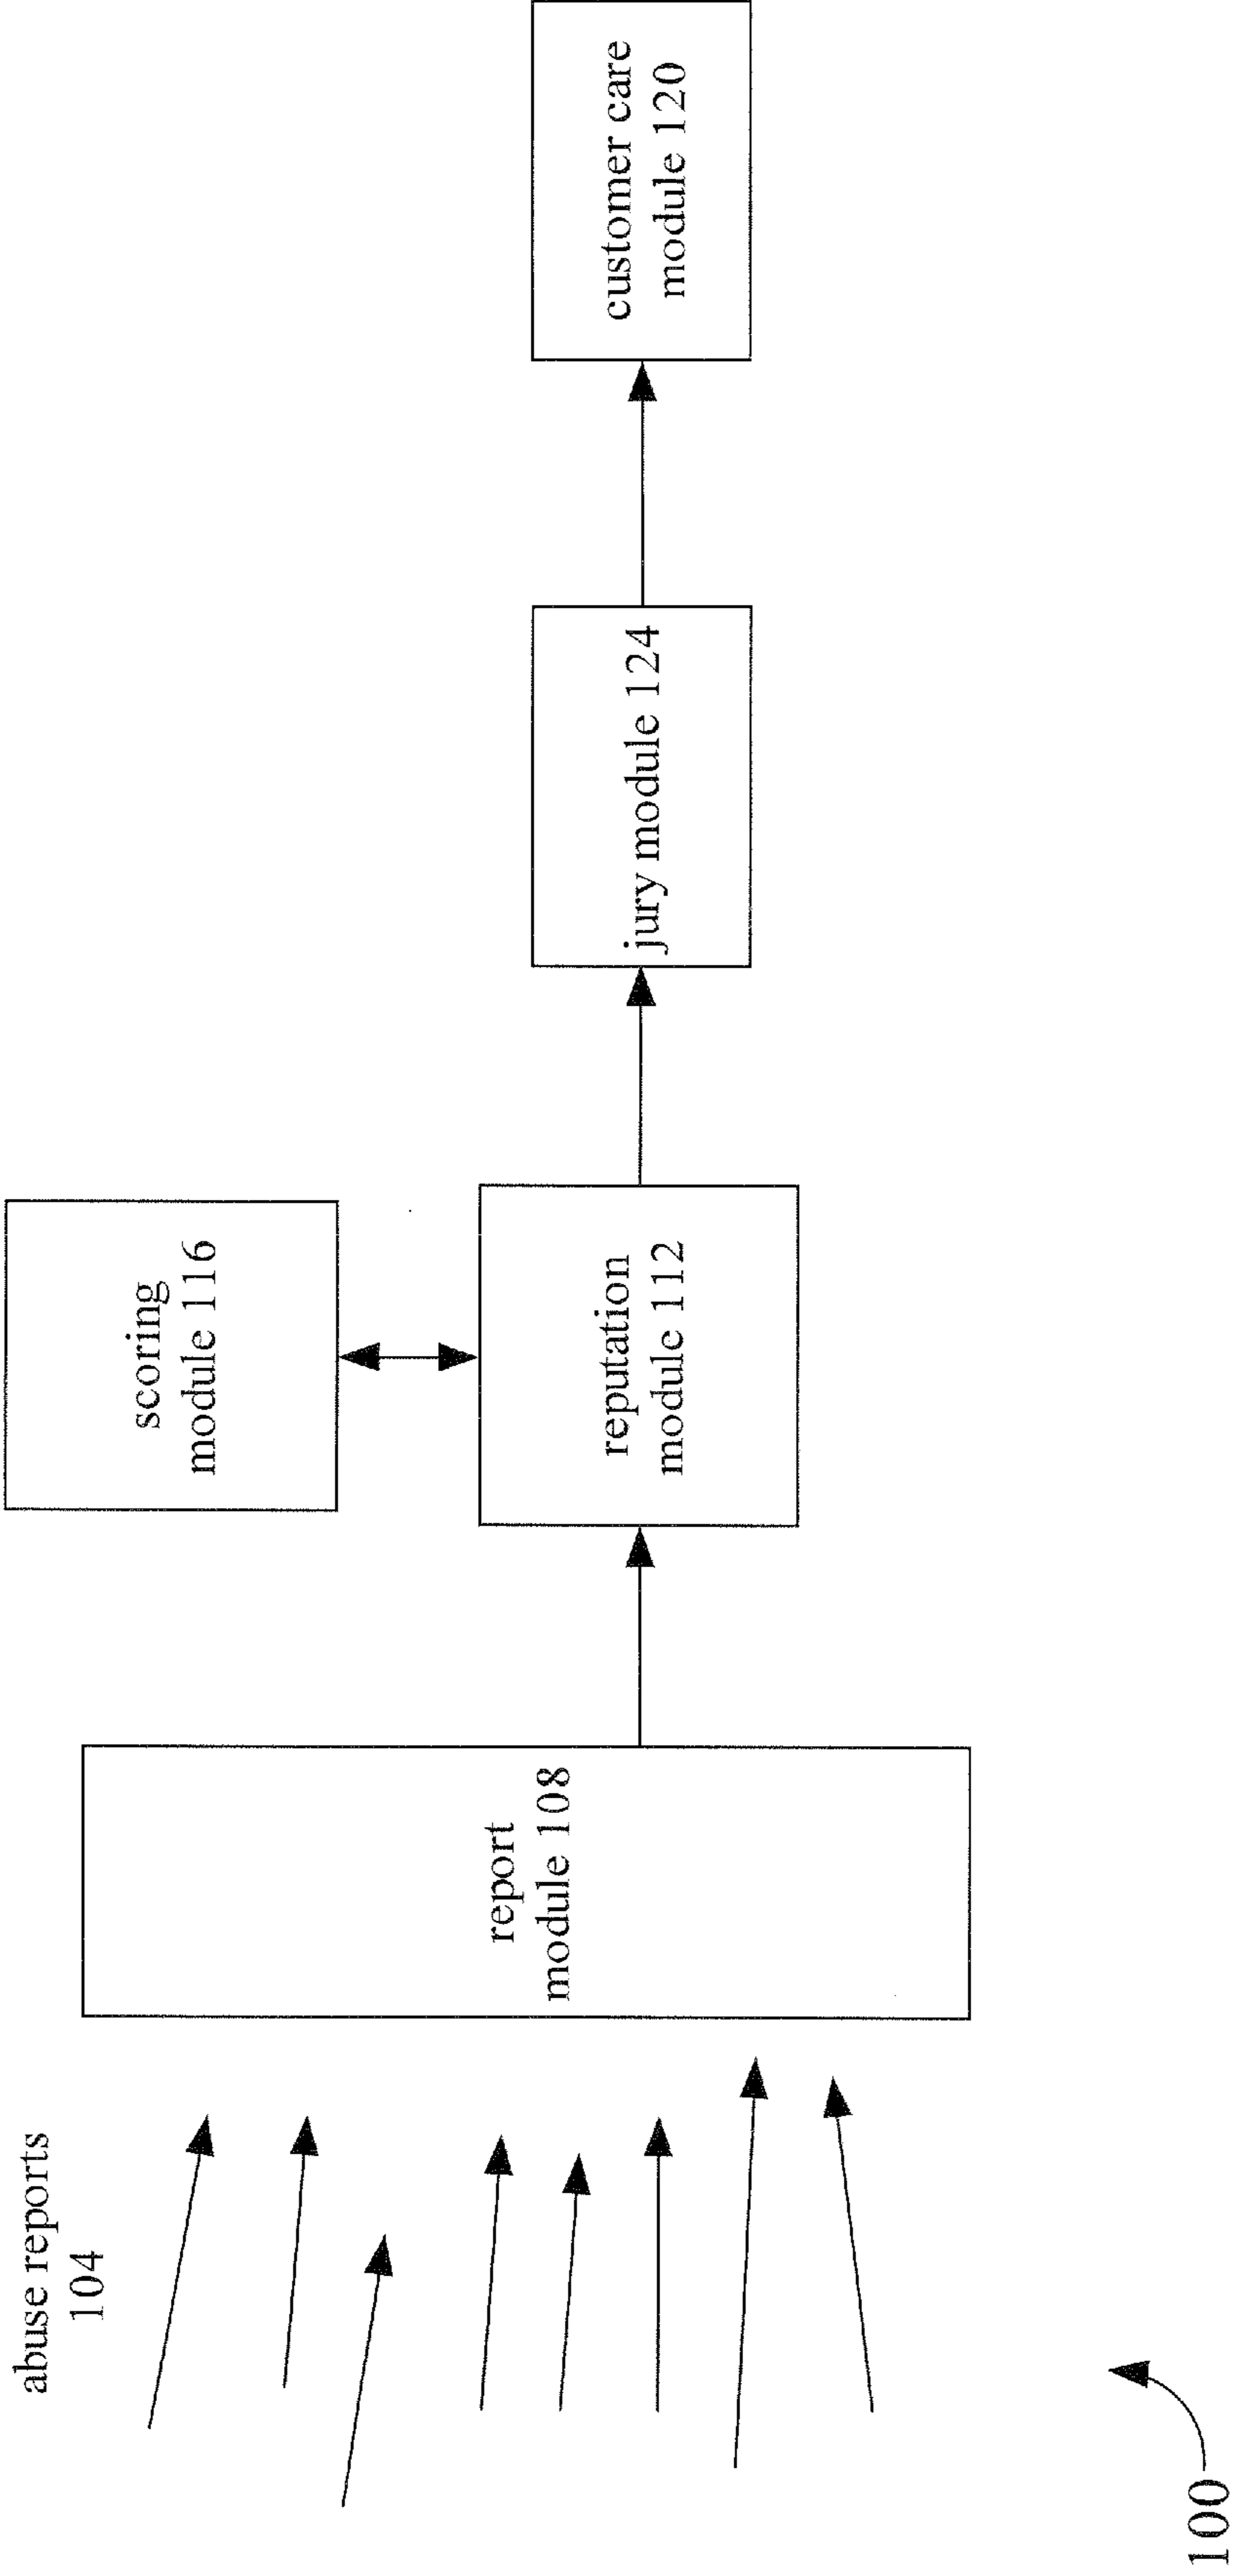 abuse reports
104
report
module 108
scoring
module 116
reputation
module 112
jury module 124
customer care
module 120
100